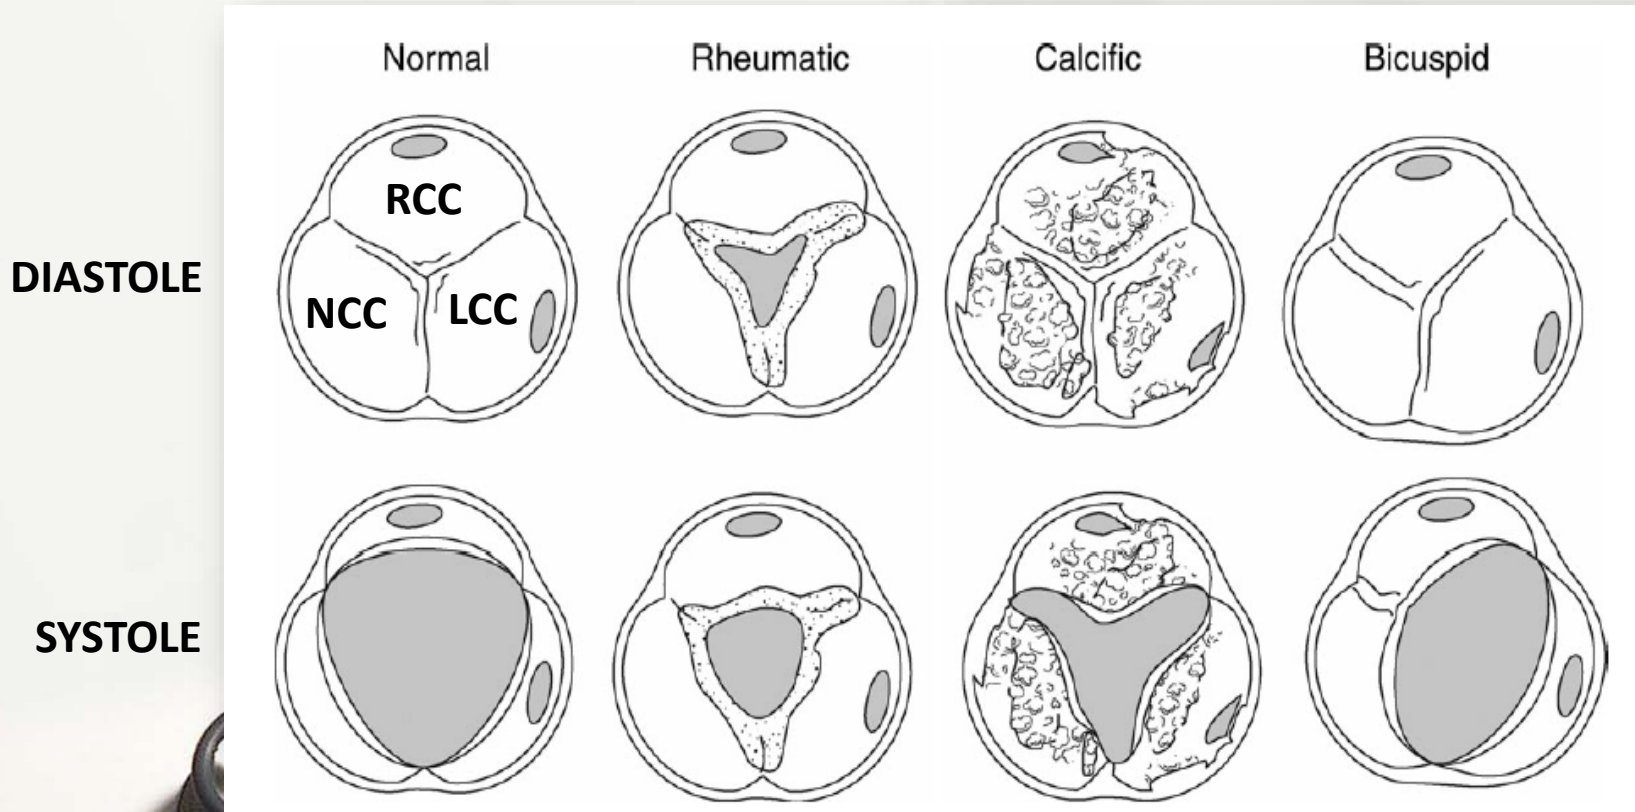 Normal Rheumatic Calcific Bicuspid
DIASTOLE
RCC
NCC LCC
SYSTOLE